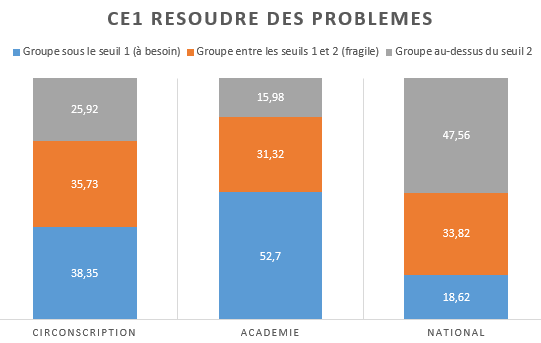 CE1 RESOUDRE DES PROBLEMES
Groupe sous le seuil 1 (à besoin) Groupe entre les seuils 1 et 2 (fragile) Groupe au-dessus du seuil 2
25,92 15,98 47,56
35,73 31,32 33,82
38,35 52,7 18,62
CIRCONSCRIPTION ACADEMIE NATIONAL